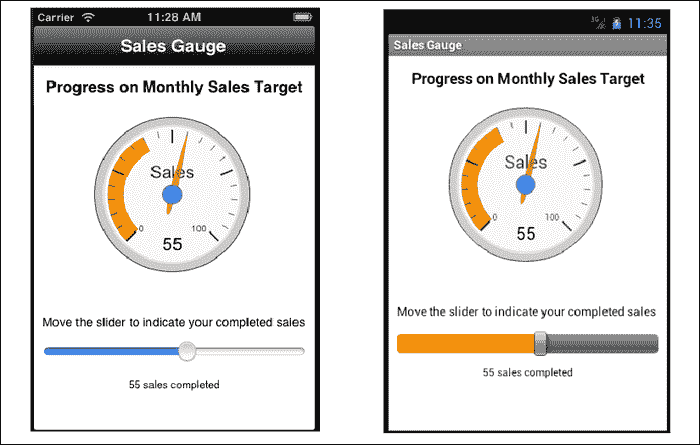 Carrier 11:28 AM
Sales Gauge
Progress on Monthly Sales Target
Sales
0 100
55
Move the slider to indicate your completed sales
55 sales completed
3G 11:35
Sales Gauge
Progress on Monthly Sales Target
Sales
0 100
55
Move the slider to indicate your completed sales
55 sales completed